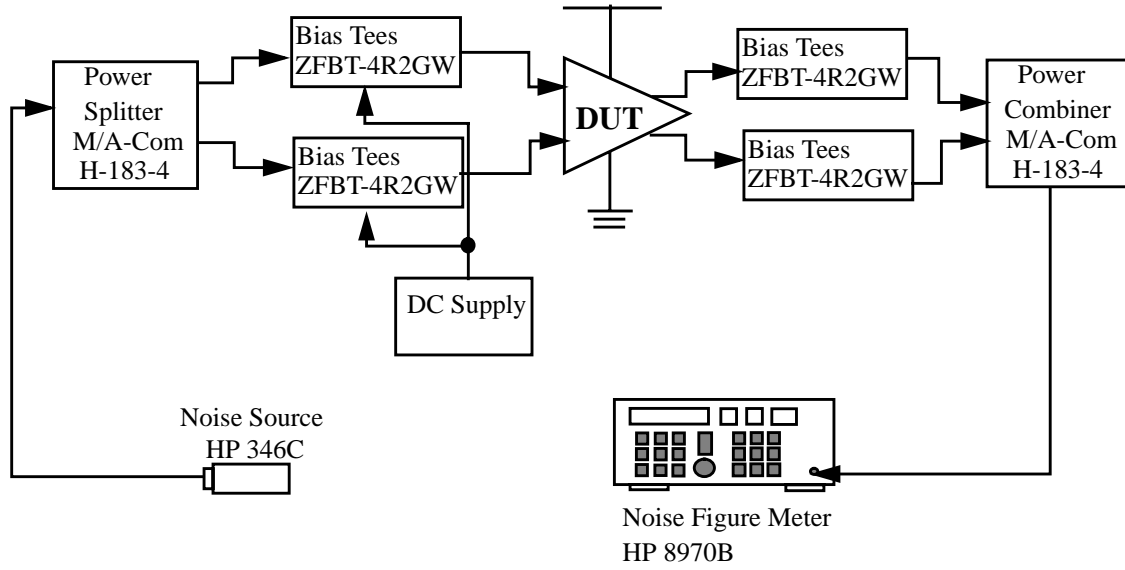 Power
Splitter
M/A-Com
H-183-4
Bias Tees
ZFBT-4R2GW
Bias Tees
ZFBT-4R2GW
DC Supply
DUT
Bias Tees
ZFBT-4R2GW
Bias Tees
ZFBT-4R2GW
Power
Combiner
M/A-Com
H-183-4
Noise Source
HP 346C
Noise Figure Meter
HP 8970B